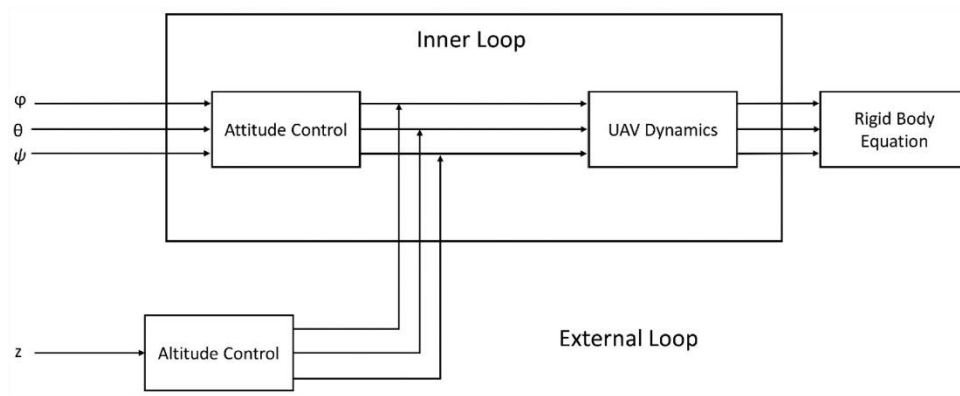 Inner Loop
φ
θ
ψ
Attitude Control
UAV Dynamics
Rigid Body
Equation
z
Altitude Control
External Loop